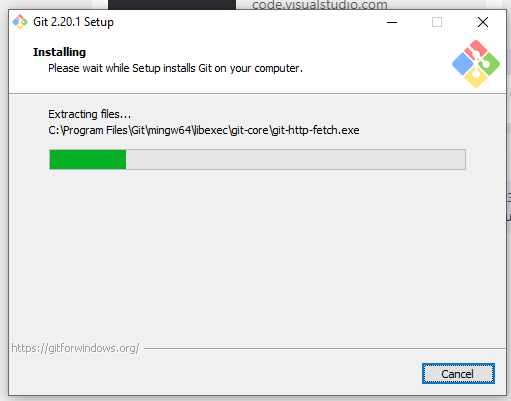 code.visualstudio.com
Git 2.20.1 Setup
Installing
Please wait while Setup installs Git on your computer.
Extracting files...
C:\Program Files\Git\mingw64\libexec\git-core\git-http-fetch.exe
https://gitforwindows.org/
Cancel